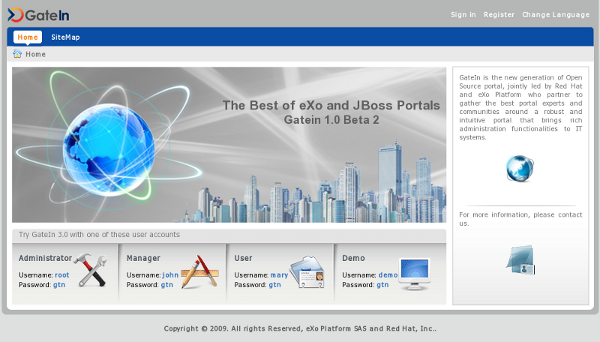 GateIn
Sign in Register Change Language
Home SiteMap
Home
The Best of eXo and JBoss Portals
Gatein 1.0 Beta 2
GateIn is the new generation of Open
Source portal, jointly led by Red Hat
and eXo Platform who partner to
gather the best portal experts and
communities around a robust and
intuitive portal that brings rich
administration functionalities to IT
systems.
For more information, please contact
us.
Try GateIn 3.0 with one of these user accounts
Administrator
Username: root
Password: gtn
Manager
Username: john
Password: gtn
User
Username: mary
Password: gtn
Demo
Username: demo
Password: gtn
Copyright © 2009. All rights Reserved, eXo Platform SAS and Red Hat, Inc..